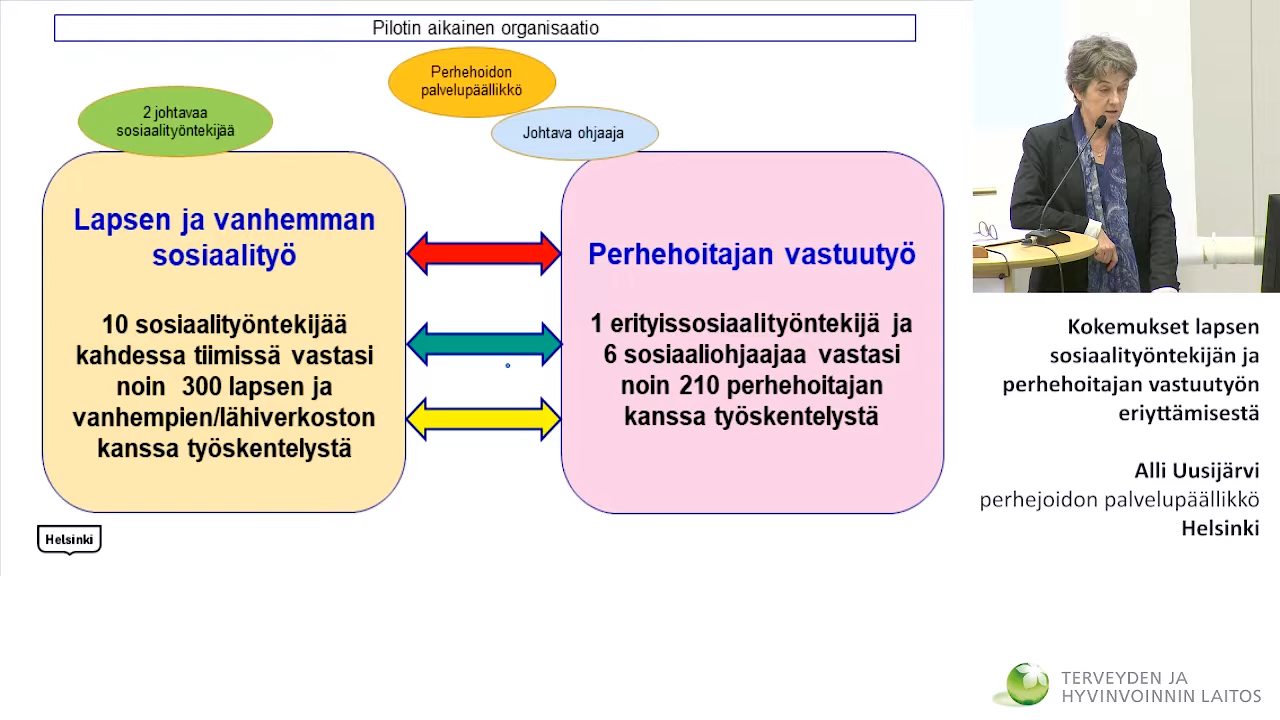 Pilotin aikainen organisaatio
Perhehoidon
palvelupäällikkö
2 johtavaa
sosiaalityöntekijää
Johtava ohjaaja
Lapsen ja vanhemman
sosiaalityö
10 sosiaalityöntekijää
kahdessa tiimissä vastasi
noin 300 lapsen ja
vanhempien/lähiverkoston
kanssa työskentelystä
Perhehoitajan vastuutyö
1 erityissosiaalityöntekijä ja
6 sosiaaliohjaajaa vastasi
noin 210 perhehoitajan
kanssa työskentelystä
Helsinki
Kokemukset lapsen
sosiaalityöntekijän ja
perhehoitajan vastuutyön
eriyttämisestä
Alli Uusijärvi
perhejoidon palvelupäällikkö
Helsinki
TERVEYDEN JA
HYVINVOINNIN LAITOS